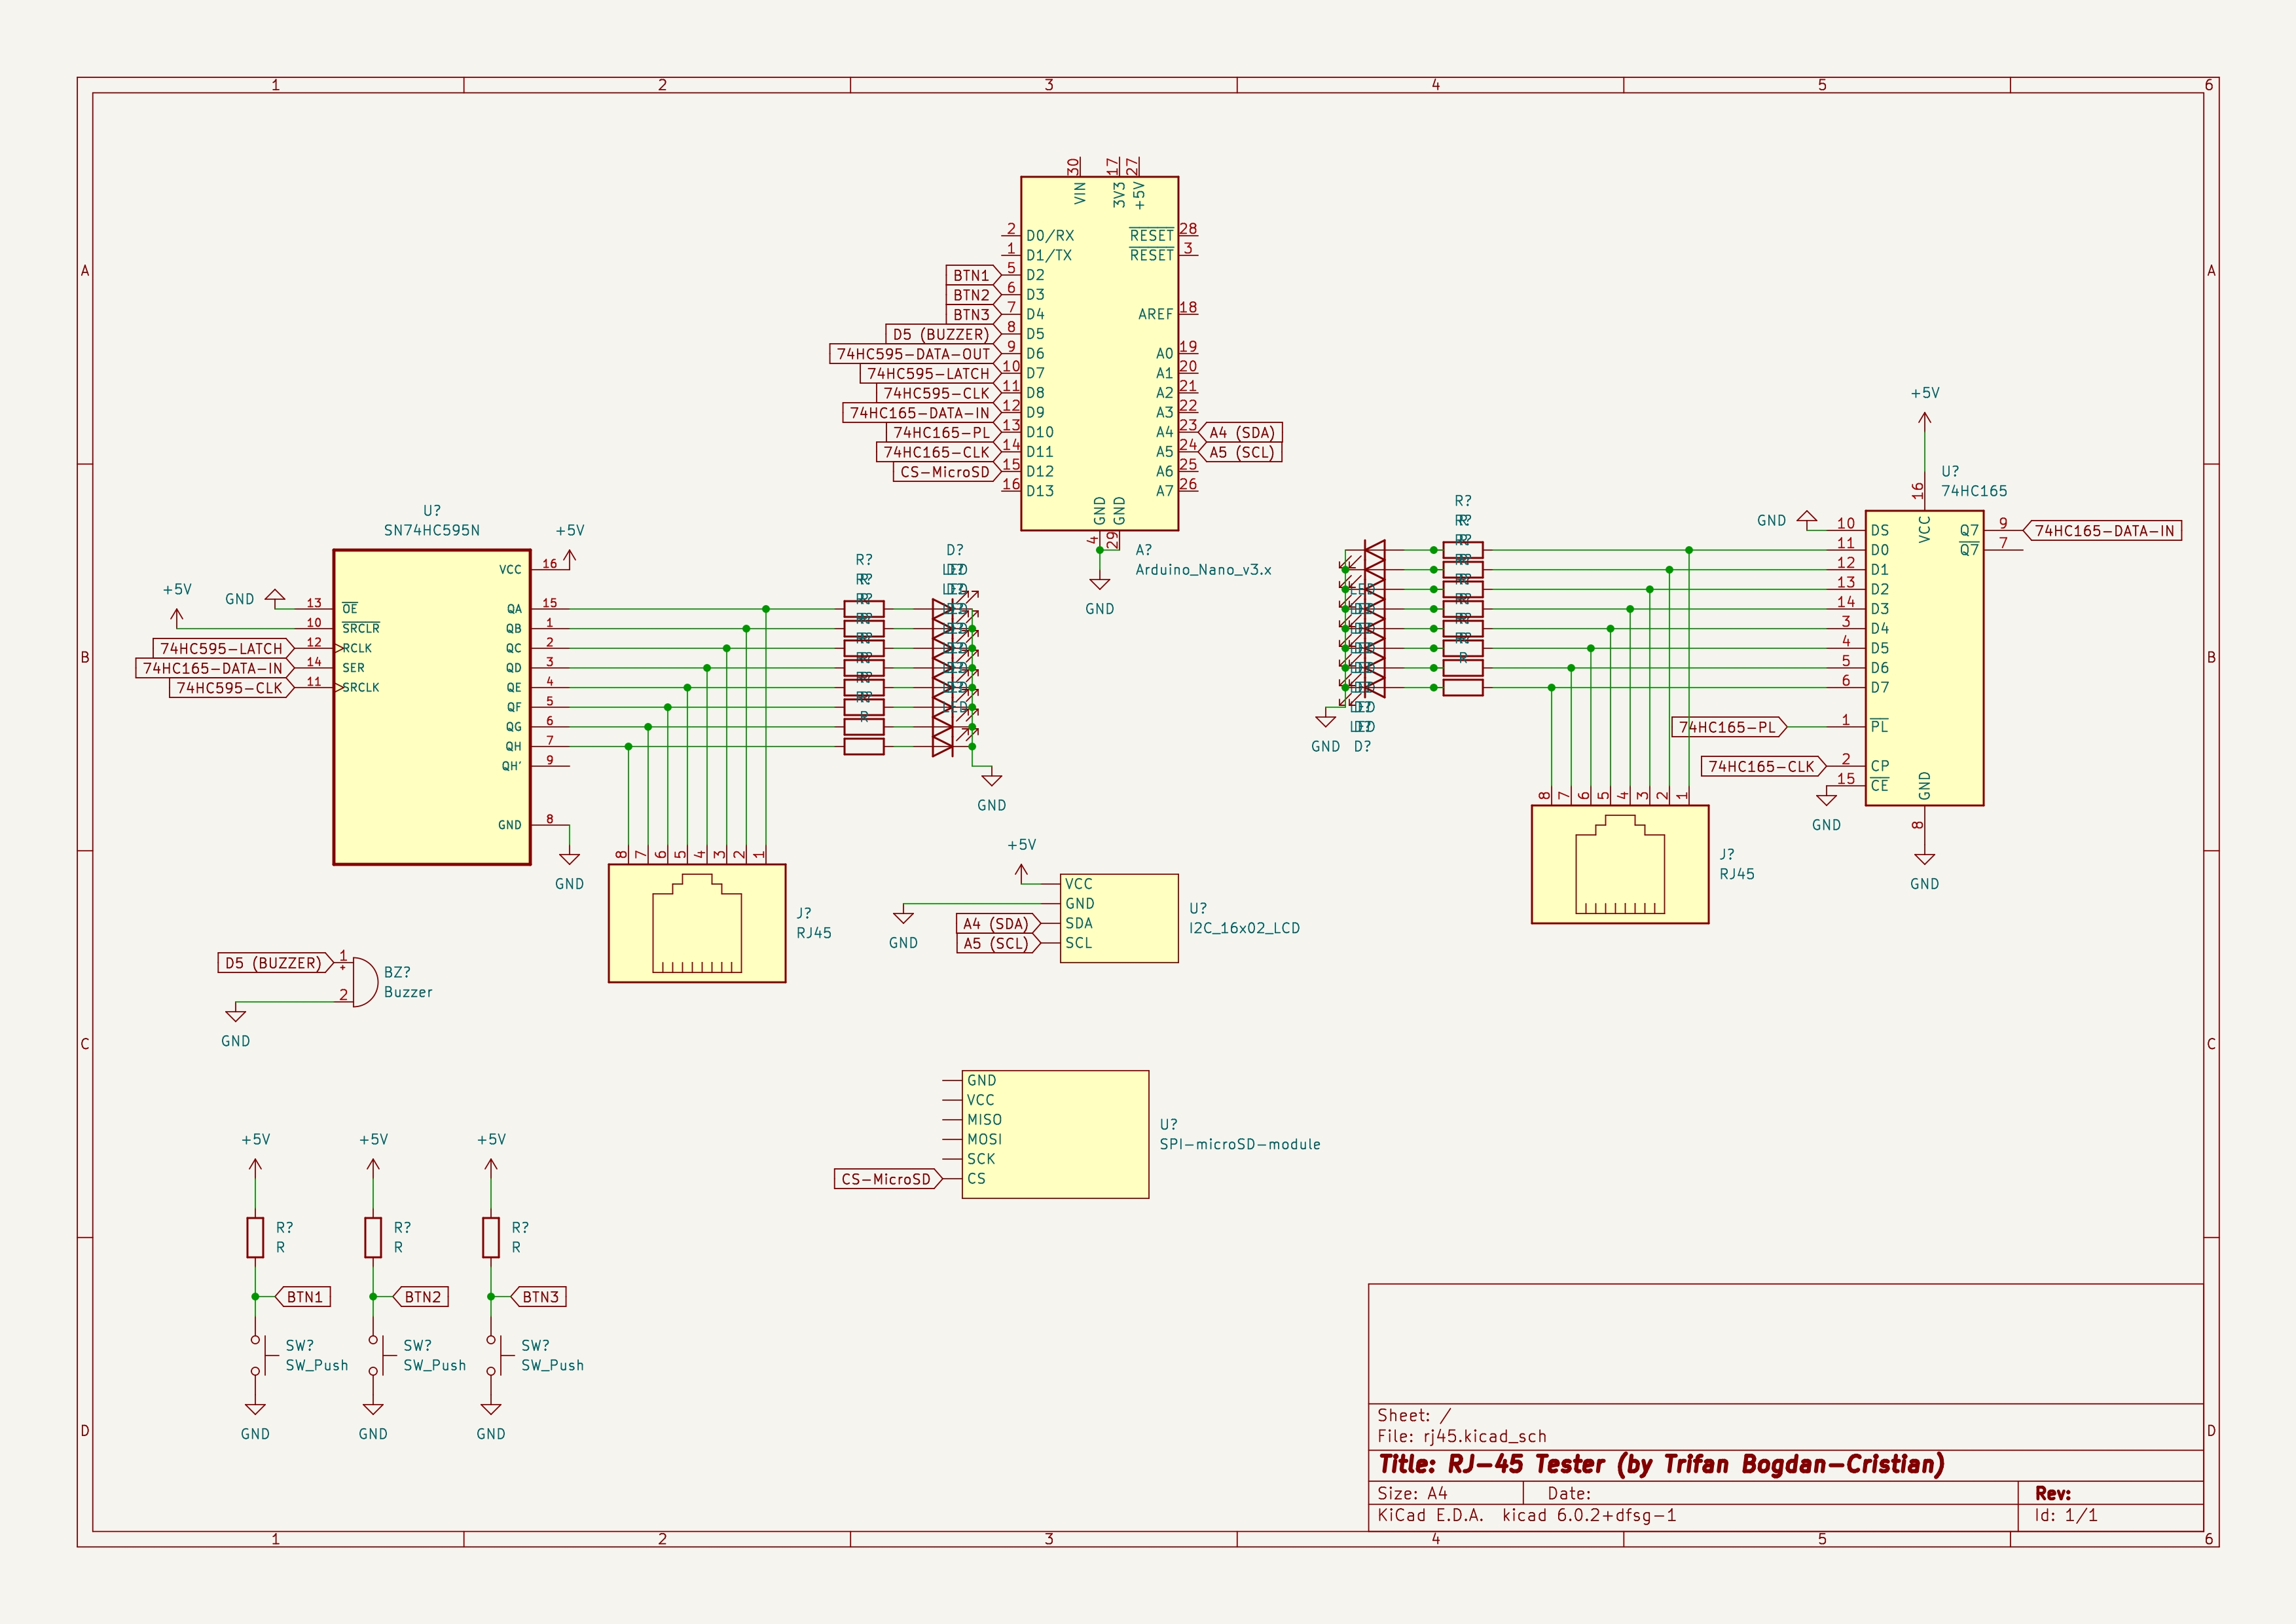 1 2 3 4 5 6
A A
B B
C C
D D
1 2 3 4 5 6
30 17 27
VIN 3V3 +5V
2 D0/RX RESET 28
1 D1/TX RESET 3
BTN1 5 D2
BTN2 6 D3
BTN3 7 D4 AREF 18
D5 (BUZZER) 8 D5
74HC595-DATA-OUT 9 D6 A0 19
74HC595-LATCH 10 D7 A1 20
74HC595-CLK 11 D8 A2 21
74HC165-DATA-IN 12 D9 A3 22
74HC165-PL 13 D10 A4 23 A4 (SDA)
74HC165-CLK 14 D11 A5 24 A5 (SCL)
CS-MicroSD 15 D12 A6 25
16 D13 A7 26
GND GND
4 29
A?
Arduino_Nano_v3.x
GND
U?
SN74HC595N
+5V
VCC 16
+5V
GND
13 OE QA 15
10 SRCLR QB 1
74HC595-LATCH 12 RCLK QC 2
74HC165-DATA-IN 14 SER QD 3
74HC595-CLK 11 SRCLK QE 4
QF 5
QG 6
QH 7
QH' 9
GND 8
GND
R?
R
D?
LED
GND
8 7 6 5 4 3 2 1
J?
RJ45
R?
R
LED
D?
GND
+5V
U?
74HC165
16
VCC
GND
10 DS Q7 9 74HC165-DATA-IN
11 D0 Q7 7
12 D1
13 D2
14 D3
3 D4
4 D5
5 D6
6 D7
74HC165-PL 1 PL
74HC165-CLK 2 CP
15 CE
GND
GND
8
GND
8 7 6 5 4 3 2 1
J?
RJ45
+5V
VCC
GND
GND
A4 (SDA) SDA
A5 (SCL) SCL
U?
I2C_16x02_LCD
D5 (BUZZER) 1
+
2
BZ?
Buzzer
GND
GND
VCC
MISO
MOSI
SCK
CS-MicroSD CS
U?
SPI-microSD-module
+5V +5V +5V
R? R? R?
R R R
BTN1 BTN2 BTN3
SW? SW? SW?
SW_Push SW_Push SW_Push
GND GND GND
Sheet: /
File: rj45.kicad_sch
Title: RJ-45 Tester (by Trifan Bogdan-Cristian)
Size: A4 Date: Rev:
KiCad E.D.A. kicad 6.0.2+dfsg-1 Id: 1/1